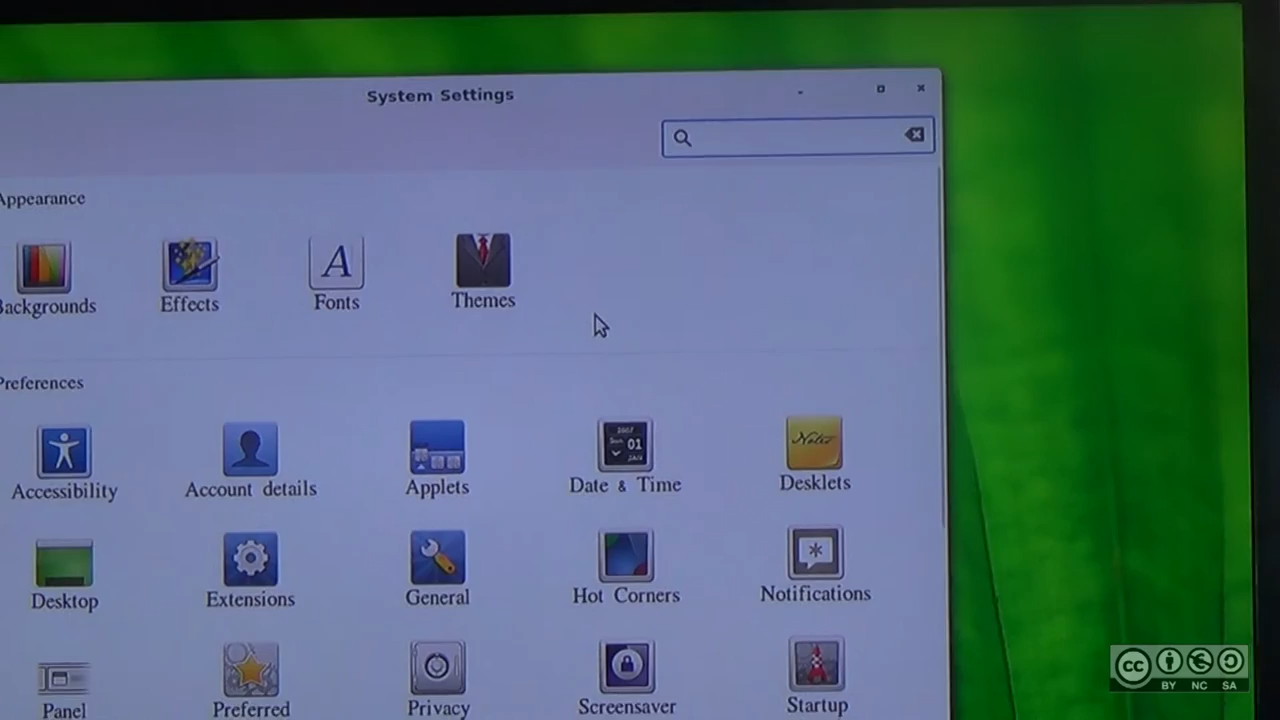 System Settings
Appearance
Backgrounds
Effects
Fonts
Themes
Preferences
Accessibility
Account details
Applets
Date & Time
Desklets
Desktop
Extensions
General
Hot Corners
Notifications
Panel
Preferred
Privacy
Screensaver
Startup
cc
BY NC SA